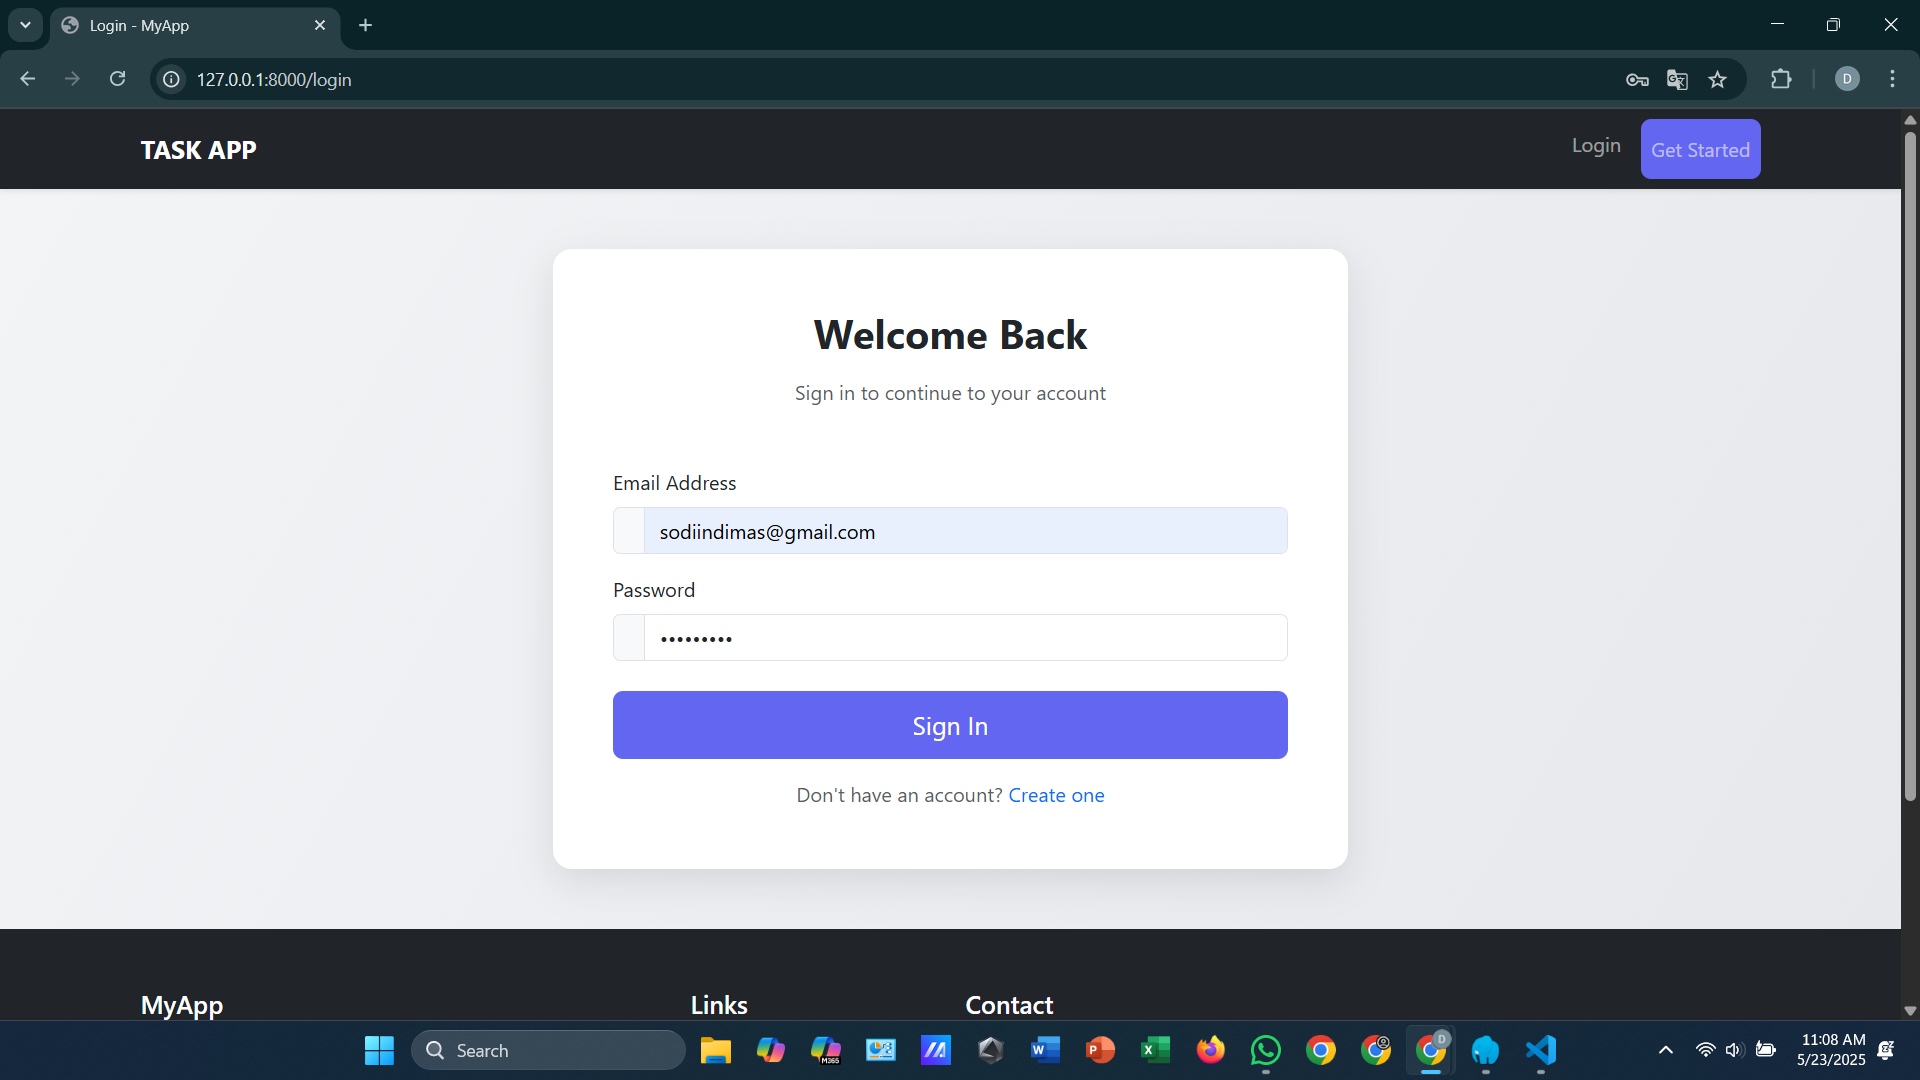 Login - MyApp
127.0.0.1:8000/login
D
TASK APP
Login
Get Started
Welcome Back
Sign in to continue to your account
Email Address
sodiindimas@gmail.com
Password
•••••••••
Sign In
Don't have an account? Create one
MyApp
Links
Contact
Search
M365
W
P
X
D
11:08 AM
5/23/2025